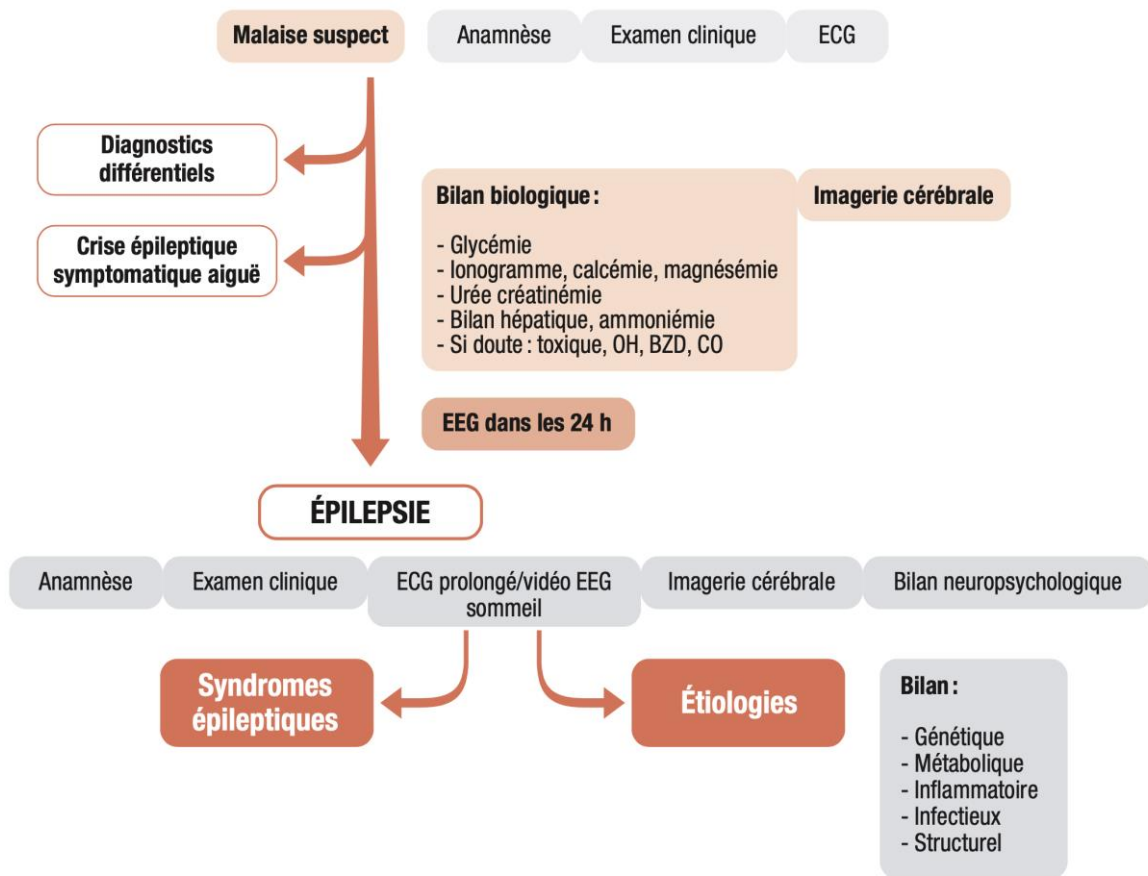 Malaise suspect
Anamnèse
Examen clinique
ECG
Diagnostics
différentiels
Crise épileptique
symptomatique aiguë
Bilan biologique :
- Glycémie
- Ionogramme, calcémie, magnésémie
- Urée créatinémie
- Bilan hépatique, ammoniémie
- Si doute : toxique, OH, BZD, CO
Imagerie cérébrale
EEG dans les 24 h
ÉPILEPSIE
Anamnèse
Examen clinique
ECG prolongé/vidéo EEG
sommeil
Imagerie cérébrale
Bilan neuropsychologique
Syndromes
épileptiques
Étiologies
Bilan :
- Génétique
- Métabolique
- Inflammatoire
- Infectieux
- Structurel